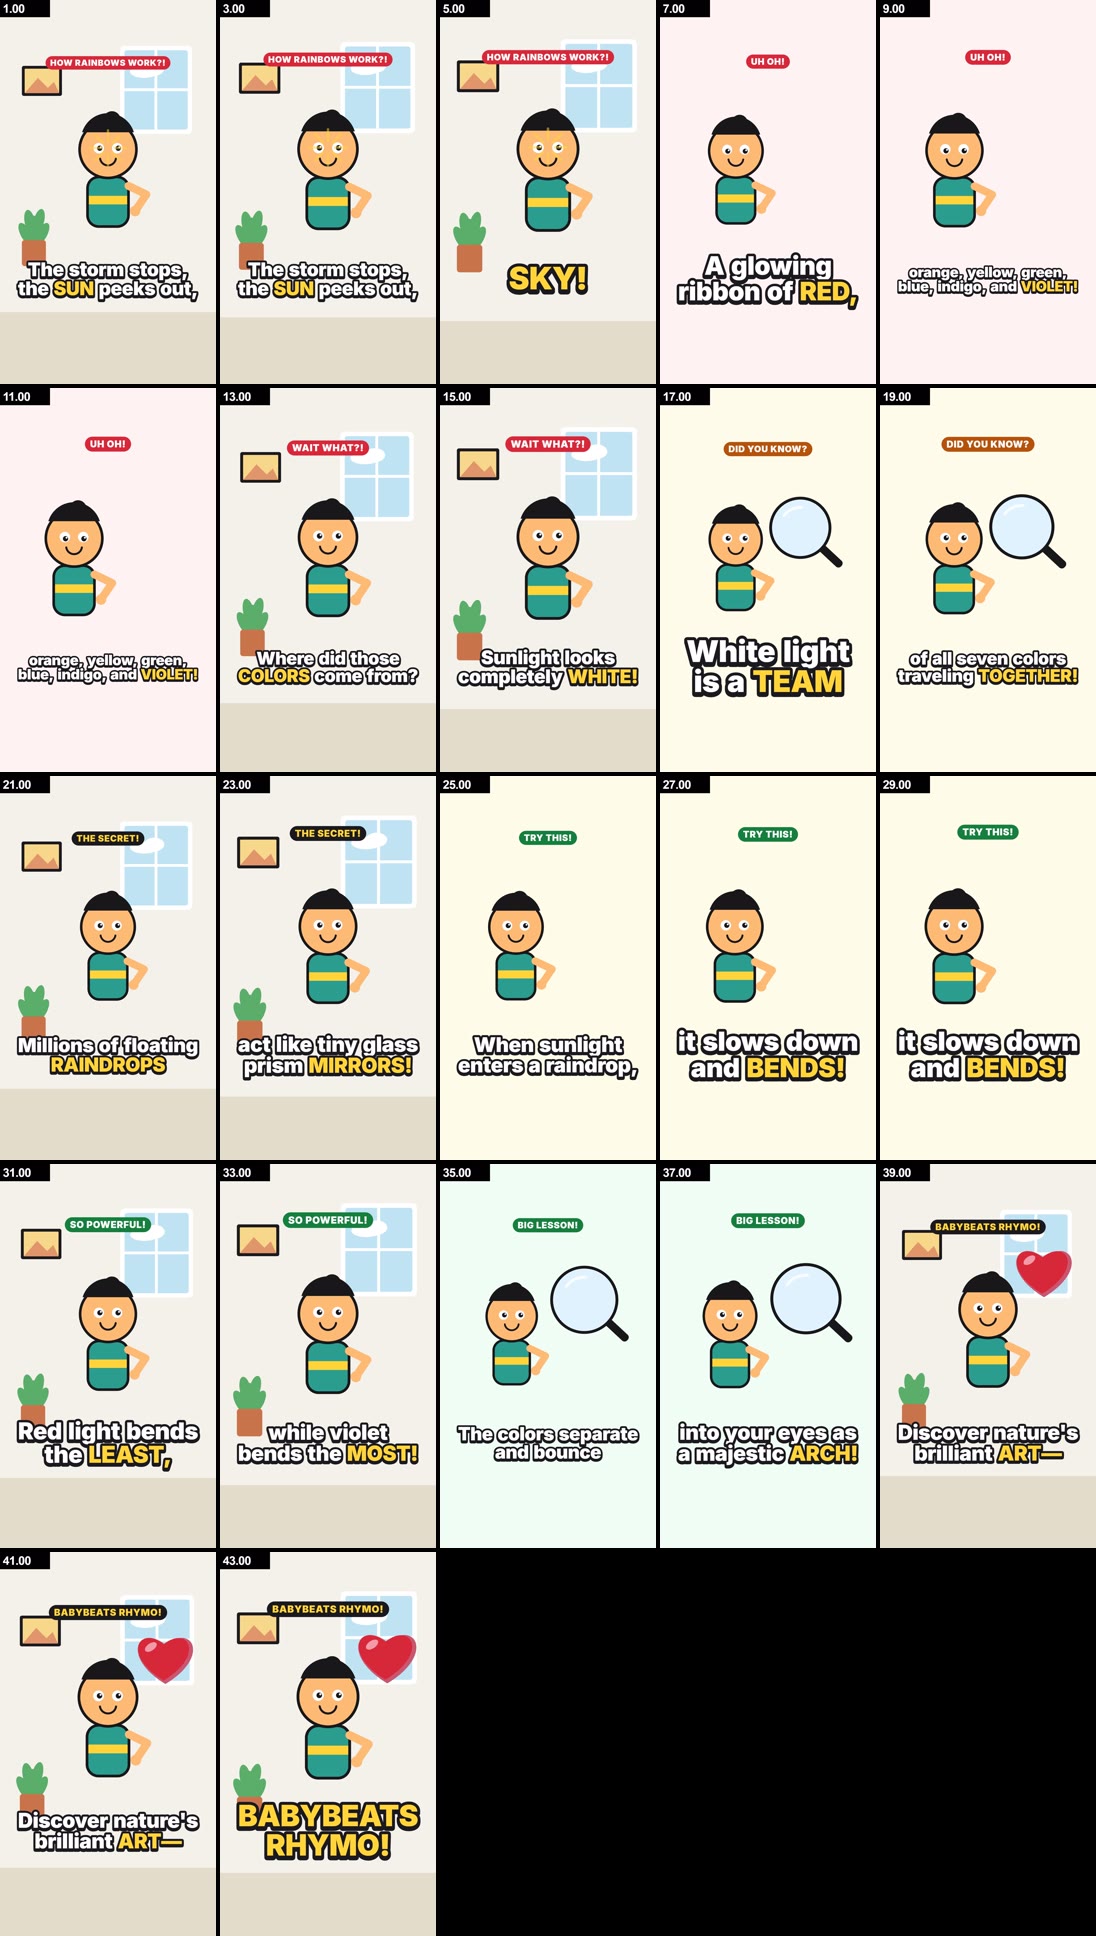 1.00
HOW RAINBOWS WORK?!
The storm stops,
the SUN peeks out,
3.00
HOW RAINBOWS WORK?!
The storm stops,
the SUN peeks out,
5.00
HOW RAINBOWS WORK?!
SKY!
7.00
UH OH!
A glowing
ribbon of RED,
9.00
UH OH!
orange, yellow, green,
blue, indigo, and VIOLET!
11.00
UH OH!
orange, yellow, green,
blue, indigo, and VIOLET!
13.00
WAIT WHAT?!
Where did those
COLORS come from?
15.00
WAIT WHAT?!
Sunlight looks
completely WHITE!
17.00
DID YOU KNOW?
White light
is a TEAM
19.00
DID YOU KNOW?
of all seven colors
traveling TOGETHER!
21.00
THE SECRET!
Millions of floating
RAINDROPS
23.00
THE SECRET!
act like tiny glass
prism MIRRORS!
25.00
TRY THIS!
When sunlight
enters a raindrop,
27.00
TRY THIS!
it slows down
and BENDS!
29.00
TRY THIS!
it slows down
and BENDS!
31.00
SO POWERFUL!
Red light bends
the LEAST,
33.00
SO POWERFUL!
while violet
bends the MOST!
35.00
BIG LESSON!
The colors separate
and bounce
37.00
BIG LESSON!
into your eyes as
a majestic ARCH!
39.00
BABYBEATS RHYMO!
Discover nature's
brilliant ART—
41.00
BABYBEATS RHYMO!
Discover nature's
brilliant ART—
43.00
BABYBEATS RHYMO!
BABYBEATS
RHYMO!